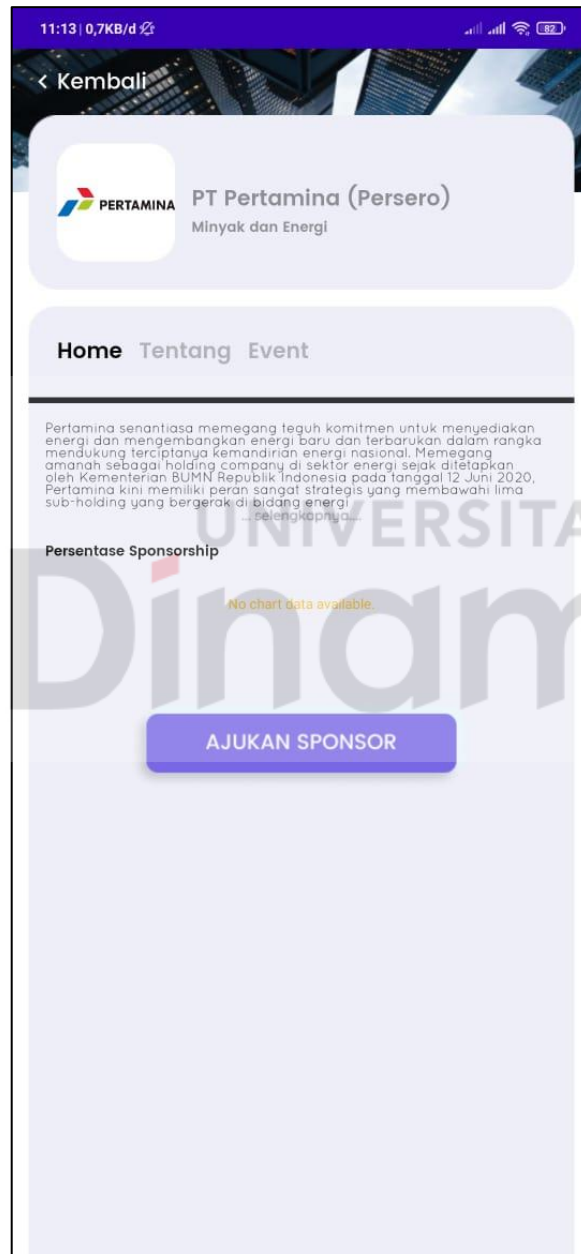 11:13 | 0,7KB/d
82
< Kembali
PERTAMINA
PT Pertamina (Persero)
Minyak dan Energi
Home Tentang Event
Pertamina senantiasa memegang teguh komitmen untuk menyediakan
energi dan mengembangkan energi baru dan terbarukan dalam rangka
mendukung terciptanya kemandirian energi nasional. Memegang
amanah sebagai holding company di sektor energi sejak ditetapkan
oleh Kementerian BUMN Republik Indonesia pada tanggal 12 Juni 2020,
Pertamina kini memiliki peran sangat strategis yang membawahi lima
sub-holding yang bergerak di bidang energi
... selengkapnya...
UNIVERSITA
Persentase Sponsorship
Dinam
No chart data available.
AJUKAN SPONSOR